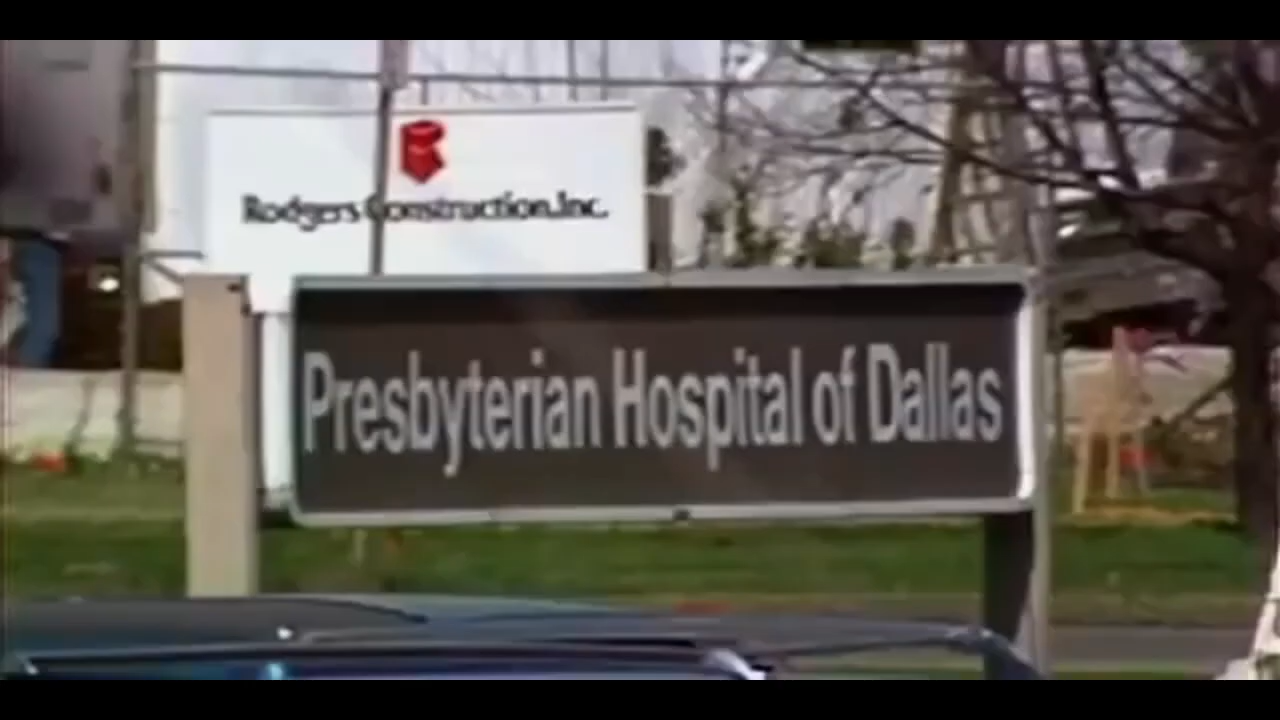 Rodgers Construction.Inc.
Presbyterian Hospital of Dallas